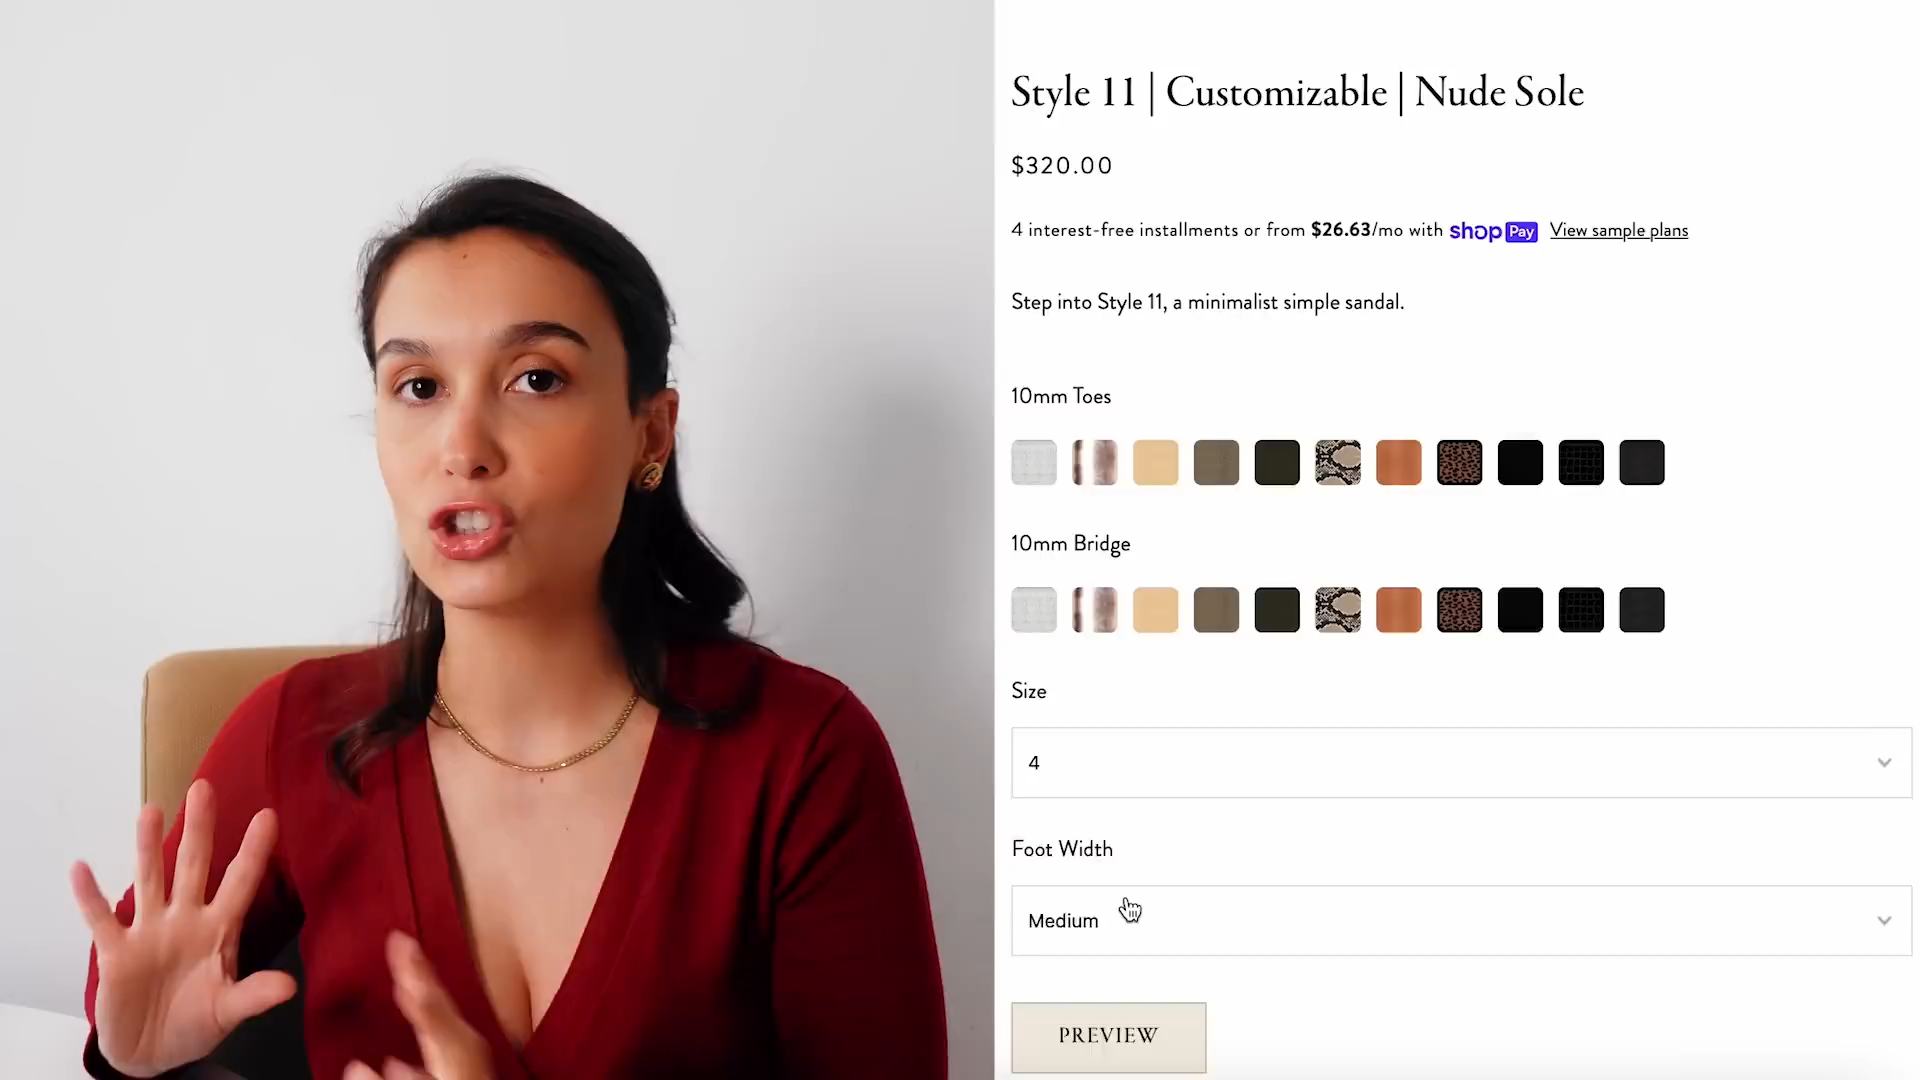 Style 11 | Customizable | Nude Sole
$320.00
4 interest-free installments or from $26.63/mo with shop Pay View sample plans
Step into Style 11, a minimalist simple sandal.
10mm Toes
10mm Bridge
Size
4
Foot Width
Medium
PREVIEW